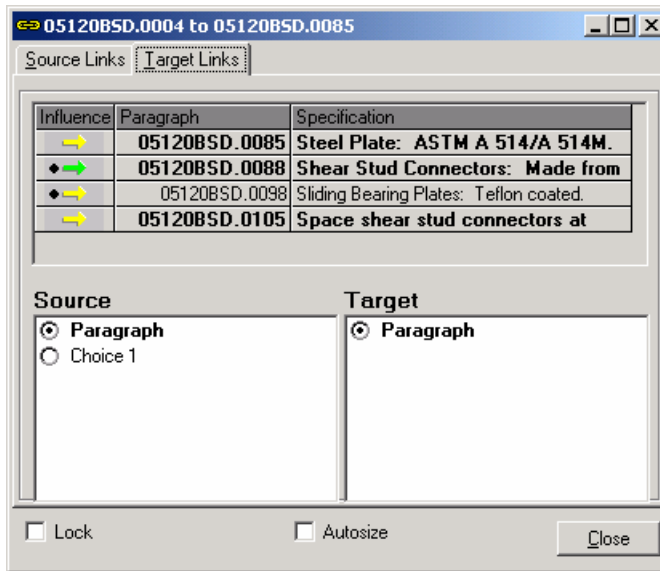 05120BSD.0004 to 05120BSD.0085
Source Links Target Links
Influence Paragraph Specification
05120BSD.0085 Steel Plate: ASTM A 514/A 514M.
05120BSD.0088 Shear Stud Connectors: Made from
05120BSD.0098 Sliding Bearing Plates: Teflon coated.
05120BSD.0105 Space shear stud connectors at
Source Target
Paragraph Paragraph
Choice 1
Lock Autosize Close